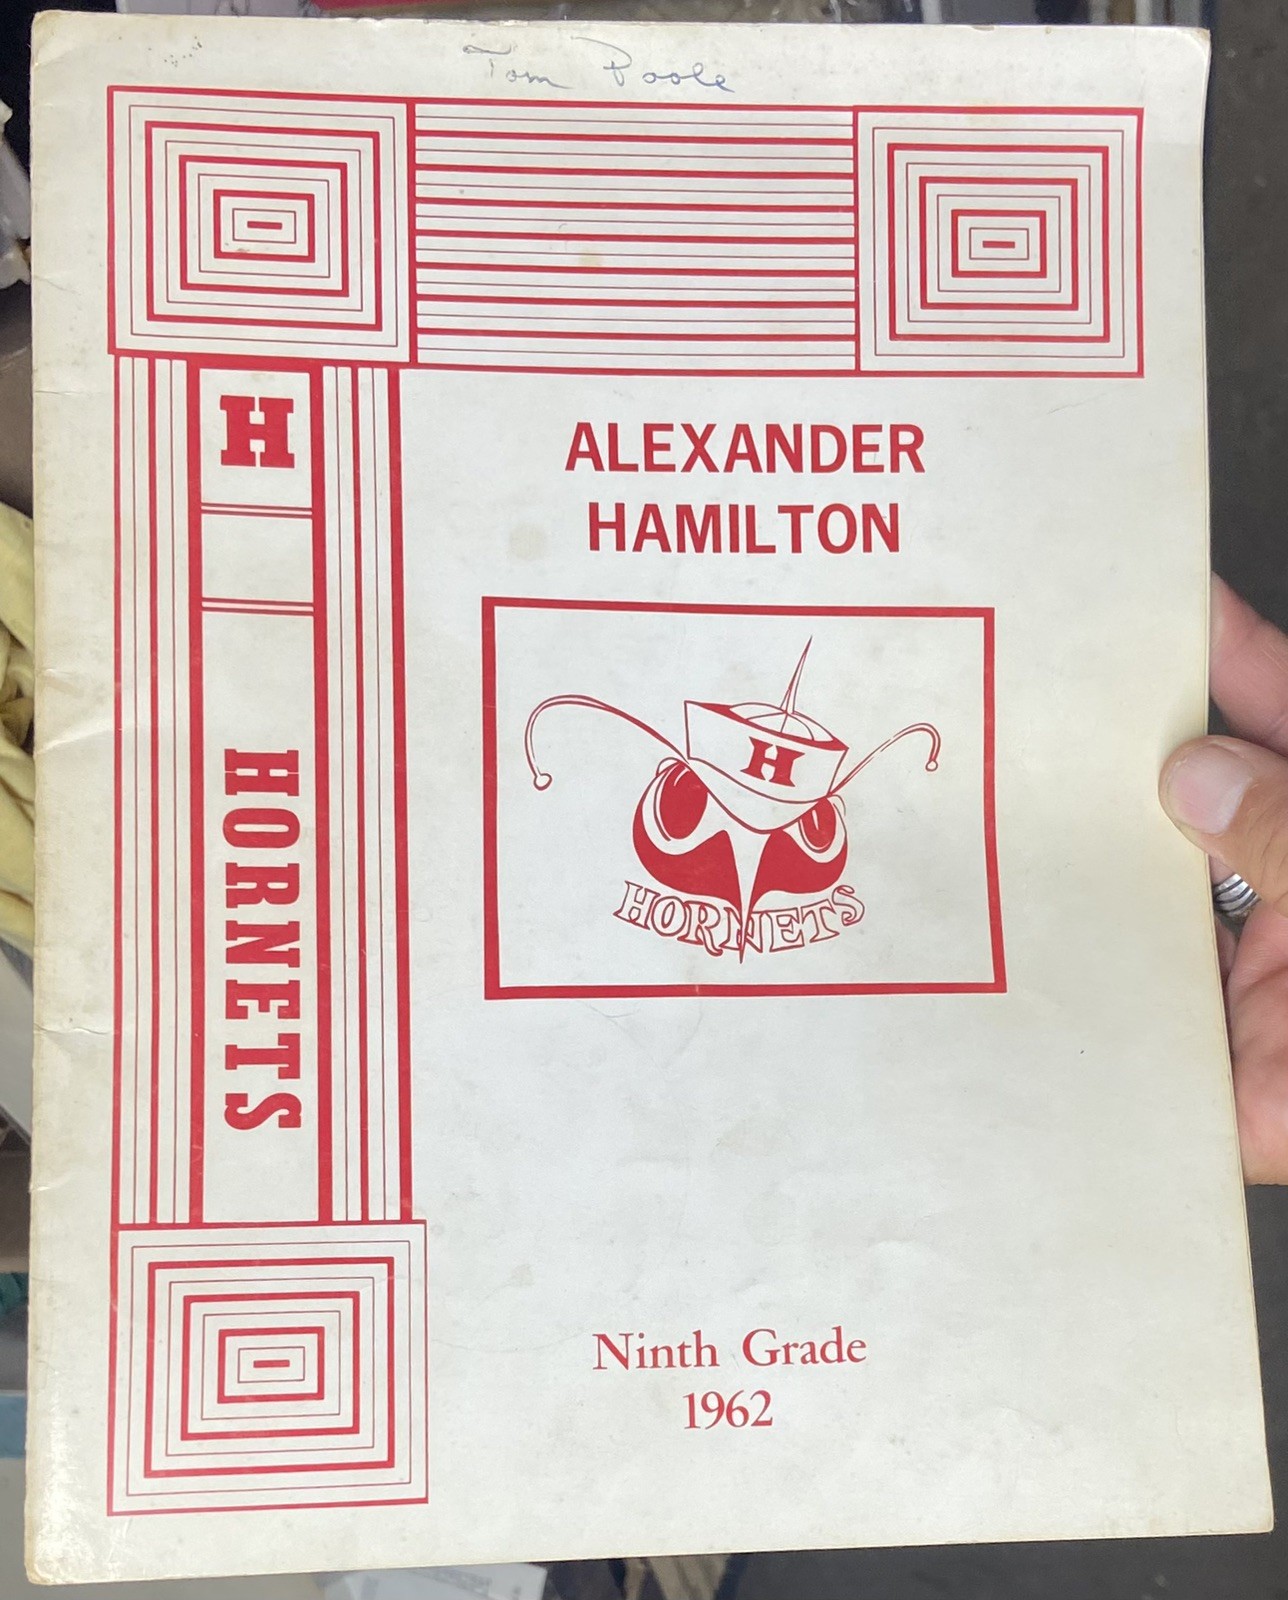 Tom Poole
H
HORNETS
ALEXANDER
HAMILTON
H
HORNETS
Ninth Grade
1962